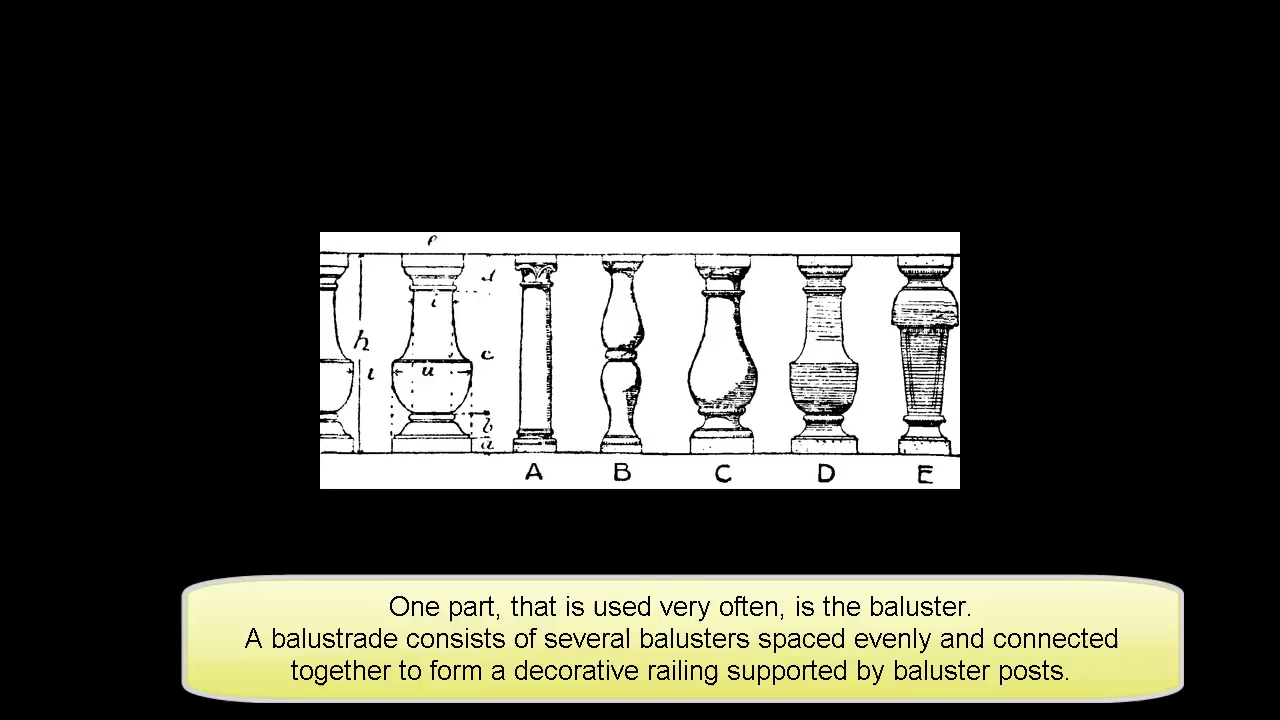 e
d
i
h
c
i
u
b
a
A B C D E
One part, that is used very often, is the baluster.
A balustrade consists of several balusters spaced evenly and connected
together to form a decorative railing supported by baluster posts.